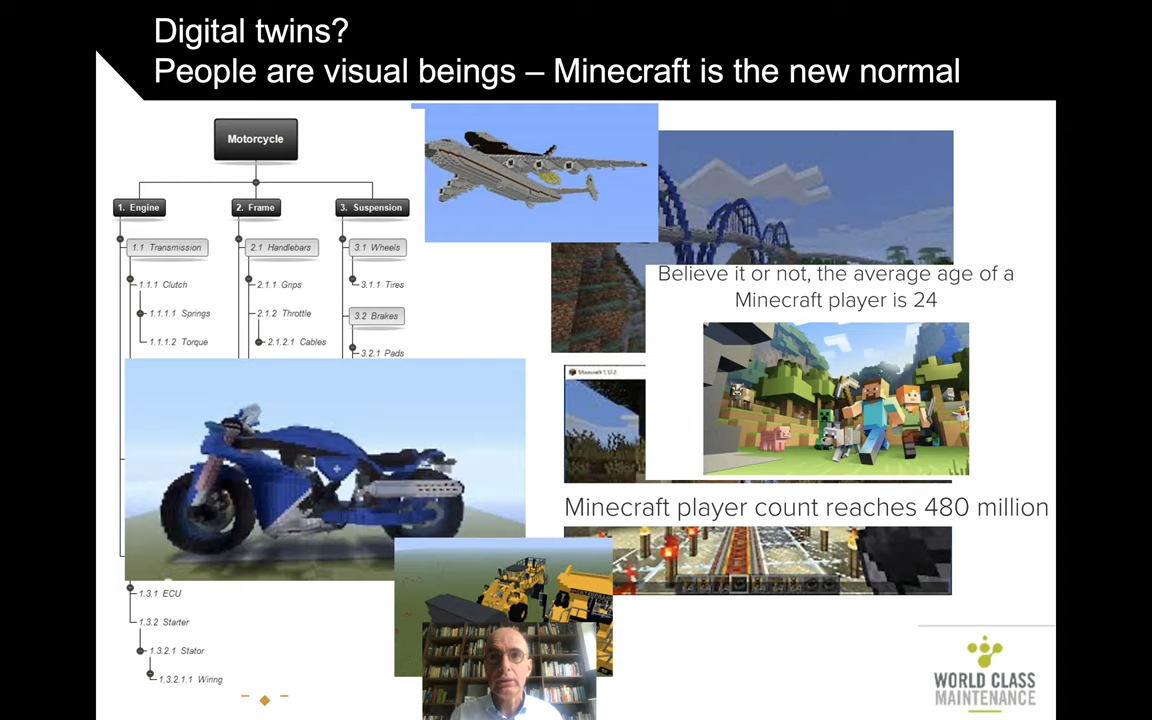 Digital twins?
People are visual beings – Minecraft is the new normal
Motorcycle
1. Engine
2. Frame
3. Suspension
1.1 Transmission
2.1 Handlebars
3.1 Wheels
1.1.1 Clutch
2.1.1 Grips
3.1.1 Tires
1.1.1.1 Springs
2.1.2 Throttle
3.2 Brakes
1.1.1.2 Torque
2.1.2.1 Cables
3.2.1 Pads
Believe it or not, the average age of a
Minecraft player is 24
Minecraft player count reaches 480 million
1.3.1 ECU
1.3.2 Starter
1.3.2.1 Stator
1.3.2.1.1 Wiring
WORLD CLASS
MAINTENANCE